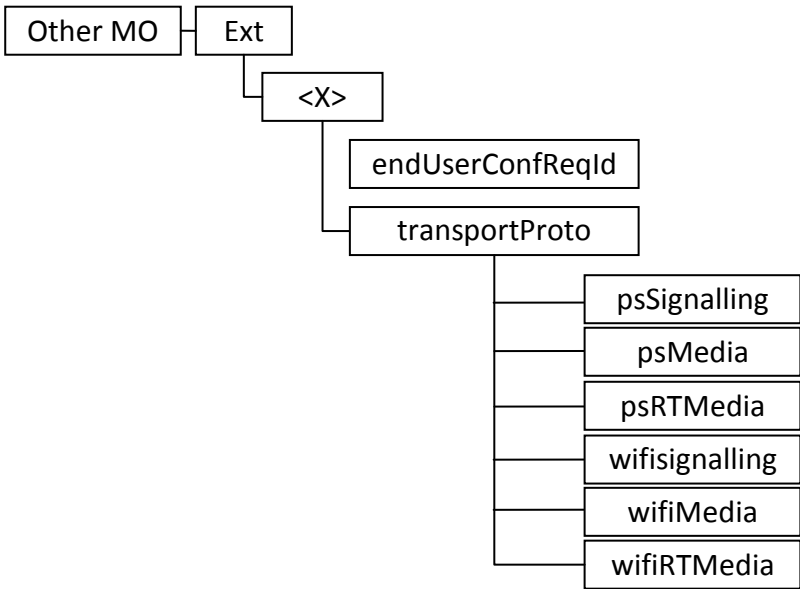 Other MO
Ext
<X>
endUserConfReqId
transportProto
psSignalling
psMedia
psRTMedia
wifisignalling
wifiMedia
wifiRTMedia